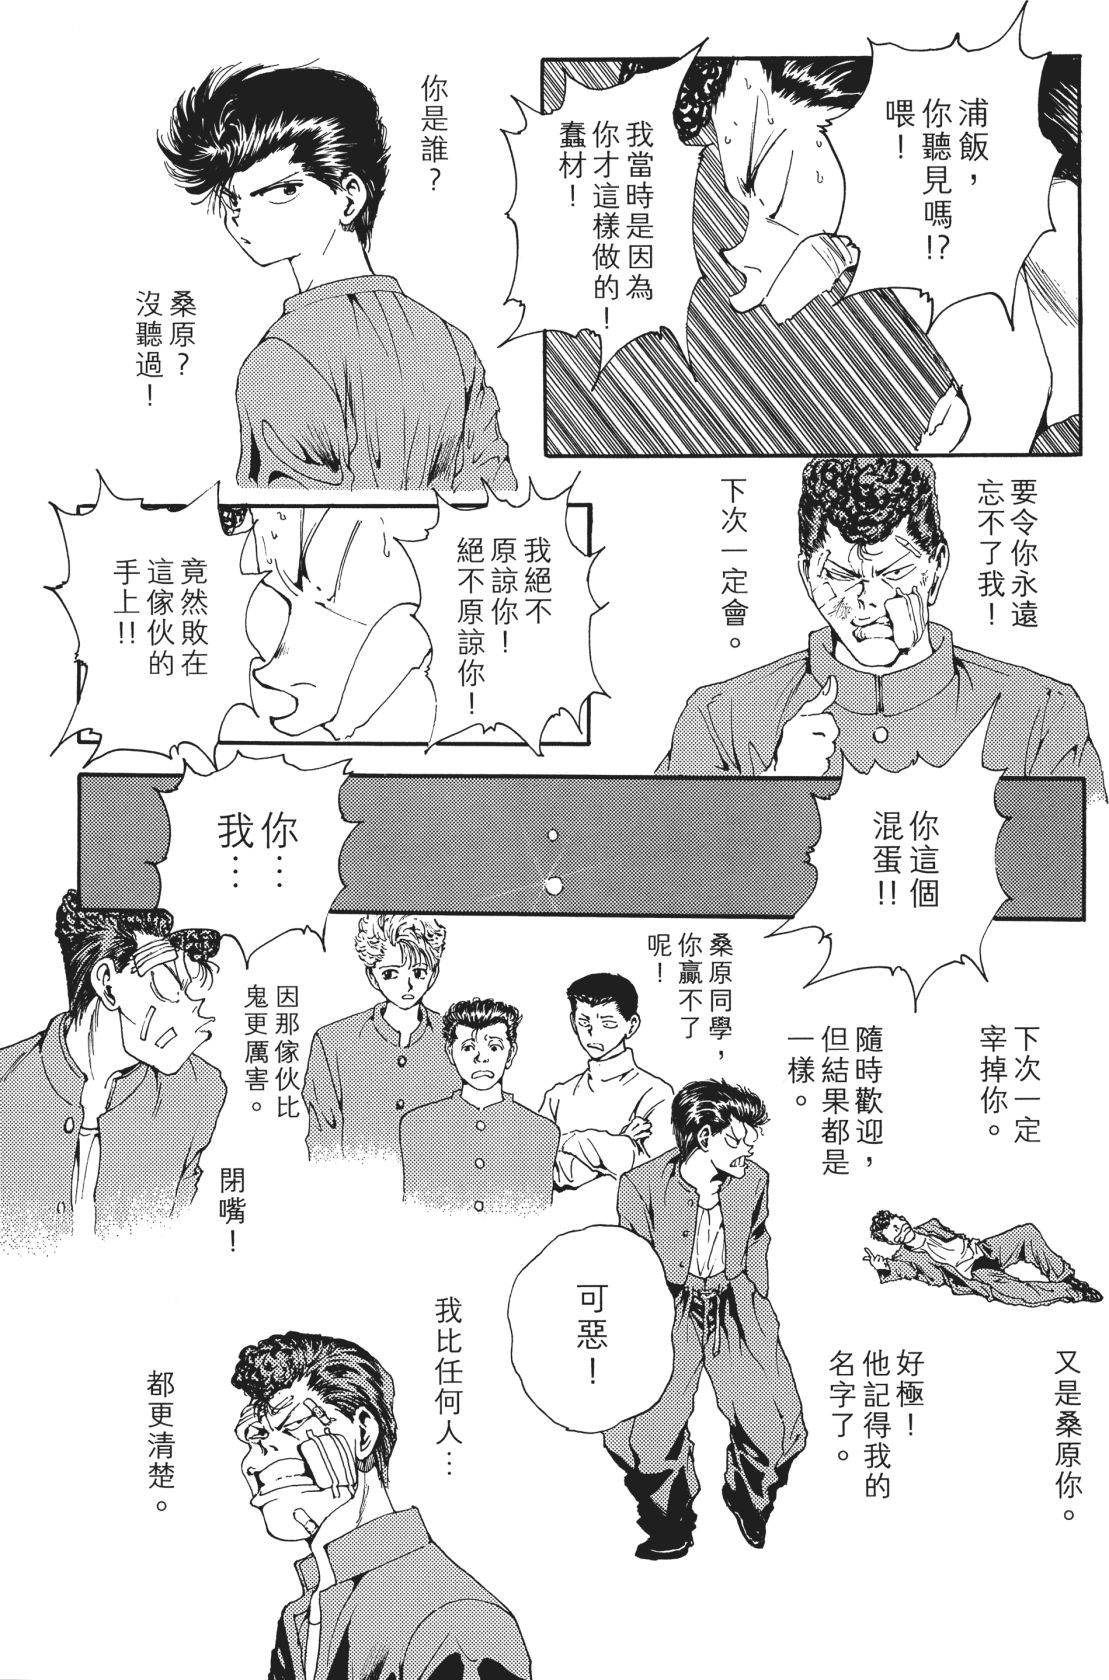 浦飯，
你聽見嗎!?
喂！
我當時是因為
你才這樣做的！
蠢材！
你是誰？
桑原？
沒聽過！
要令你永遠
忘不了我！
下次一定會。
我絕不
原諒你！
絕不原諒你！
竟然敗在
這傢伙的
手上!!
你這個
混蛋!!
你…
我…
下次一定
宰掉你。
隨時歡迎，
但結果都是
一樣。
桑原同學，
你贏不了
呢！
因那傢伙比
鬼更厲害。
閉嘴！
又是桑原你。
好極！
他記得我的
名字了。
可惡！
我比任何人…
都更清楚。